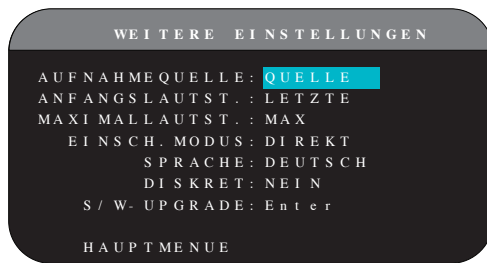 WEITERE EINSTELLUNGEN
AUFNAHMEQUELLE: QUELLE
ANFANGSLAUTST.: LETZTE
MAXIMALLAUTST.: MAX
EINSCH. MODUS: DIREKT
SPRACHE: DEUTSCH
DISKRET: NEIN
S/W-UPGRADE: Enter
HAUPTMENUE